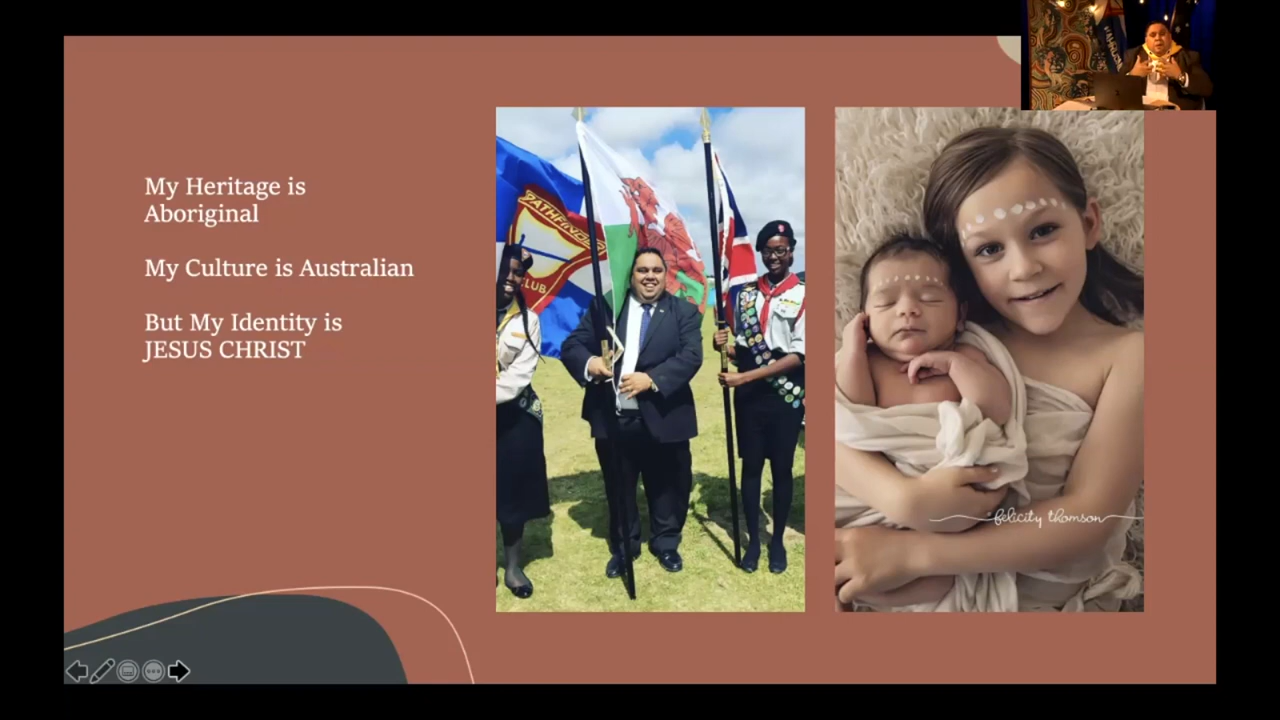 My Heritage is
Aboriginal
My Culture is Australian
But My Identity is
JESUS CHRIST
PATHFINDER
CLUB
felicity thomson